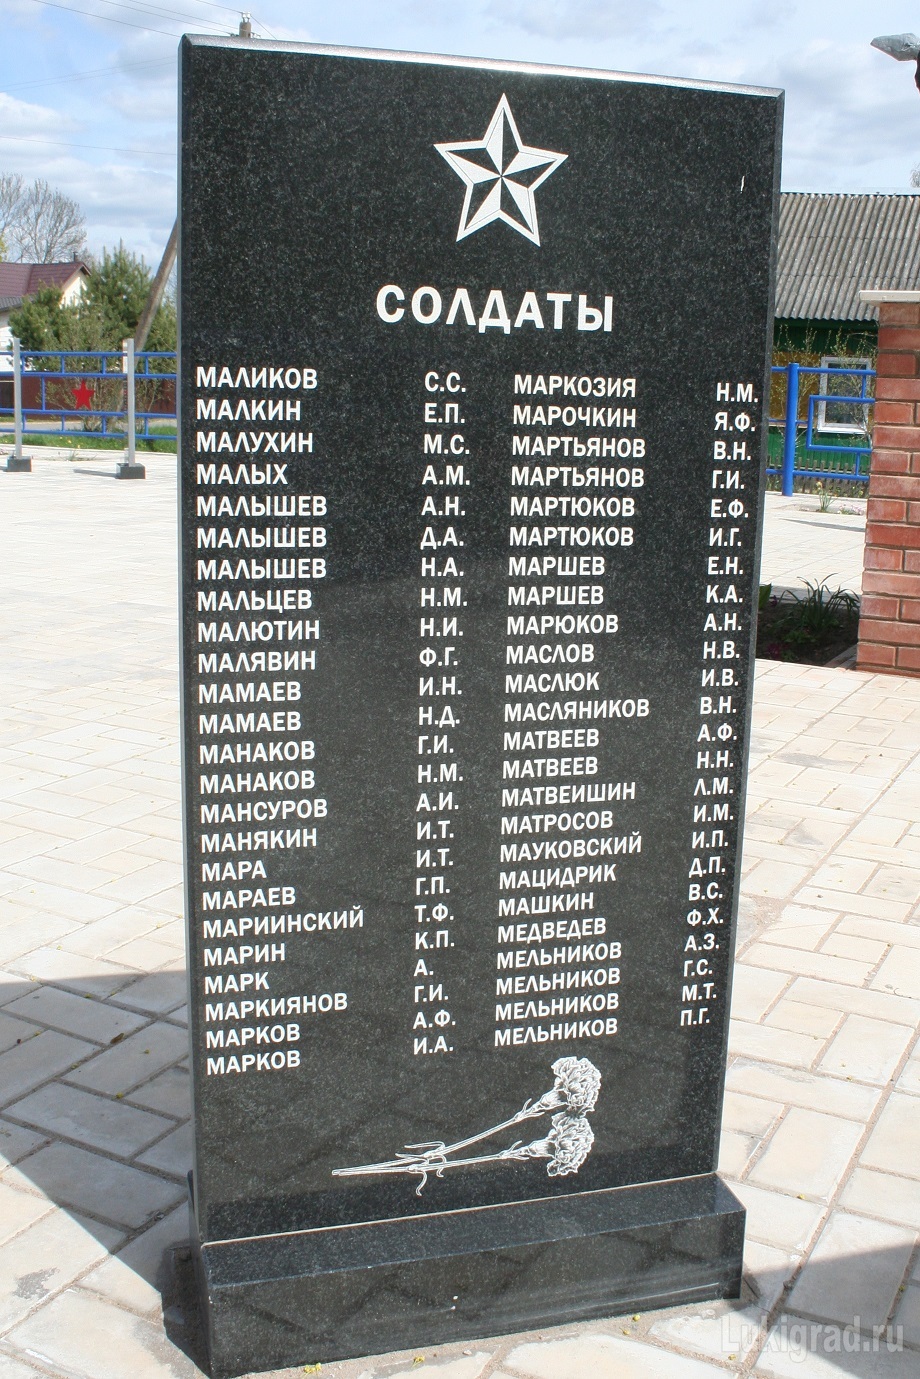 СОЛДАТЫ
МАЛИКОВ С.С.
МАЛКИН Е.П.
МАЛУХИН М.С.
МАЛЫХ А.М.
МАЛЫШЕВ А.Н.
МАЛЫШЕВ Д.А.
МАЛЫШЕВ Н.А.
МАЛЬЦЕВ Н.М.
МАЛЮТИН Н.И.
МАЛЯВИН Ф.Г.
МАМАЕВ И.Н.
МАМАЕВ Н.Д.
МАНАКОВ Г.И.
МАНАКОВ Н.М.
МАНСУРОВ А.И.
МАНЯКИН И.Т.
МАРА И.Т.
МАРАЕВ Г.П.
МАРИИНСКИЙ Т.Ф.
МАРИН К.П.
МАРК А.
МАРКИЯНОВ Г.И.
МАРКОВ А.Ф.
МАРКОВ И.А.
МАРКОЗИЯ Н.М.
МАРОЧКИН Я.Ф.
МАРТЬЯНОВ В.Н.
МАРТЬЯНОВ Г.И.
МАРТЮКОВ Е.Ф.
МАРТЮКОВ И.Г.
МАРШЕВ Е.Н.
МАРШЕВ К.А.
МАРЮКОВ А.Н.
МАСЛОВ Н.В.
МАСЛЮК И.В.
МАСЛЯНИКОВ В.Н.
МАТВЕЕВ А.Ф.
МАТВЕЕВ Н.Н.
МАТВЕИШИН Л.М.
МАТРОСОВ И.М.
МАУКОВСКИЙ И.П.
МАЦИДРИК Д.П.
МАШКИН В.С.
МЕДВЕДЕВ Ф.Х.
МЕЛЬНИКОВ А.З.
МЕЛЬНИКОВ Г.С.
МЕЛЬНИКОВ М.Т.
МЕЛЬНИКОВ П.Г.
Lukigrad.ru